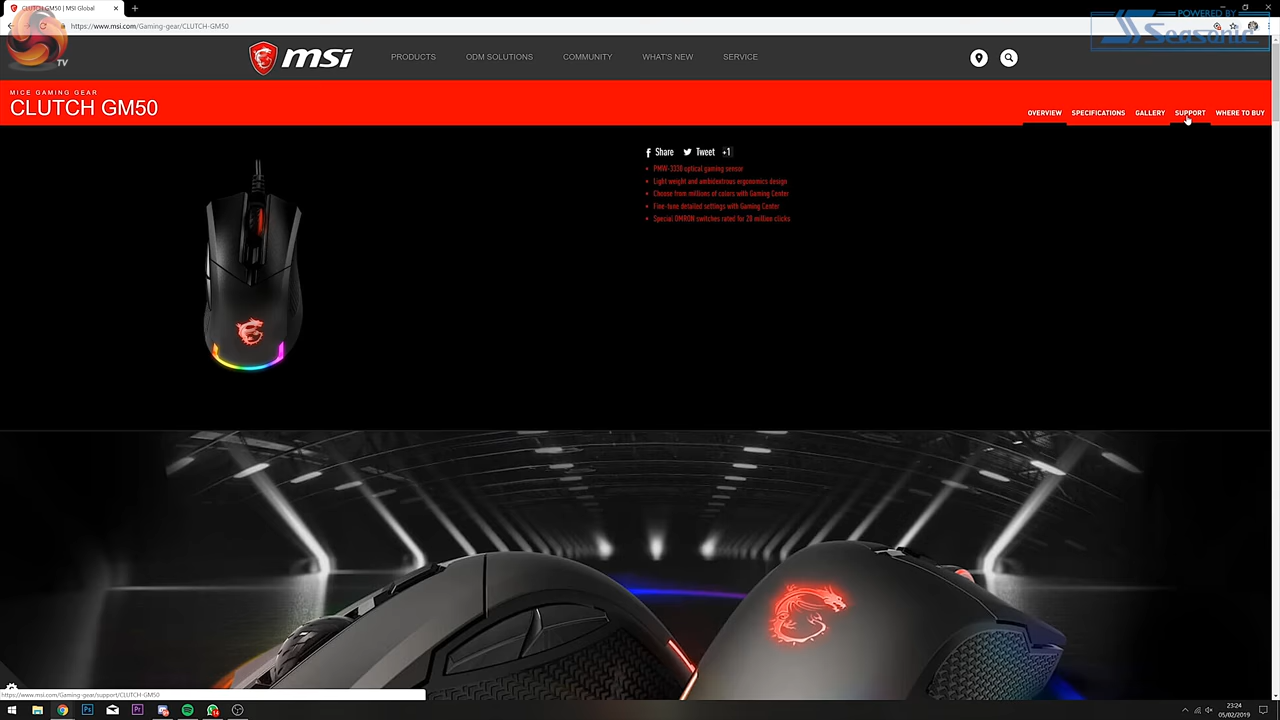 CLUTCH GM50 | MSI Global
https://www.msi.com/Gaming-gear/CLUTCH-GM50
POWERED BY
Seasonic
TV
msi
PRODUCTS
ODM SOLUTIONS
COMMUNITY
WHAT'S NEW
SERVICE
MICE GAMING GEAR
CLUTCH GM50
OVERVIEW
SPECIFICATIONS
GALLERY
SUPPORT
WHERE TO BUY
Share Tweet +1
PMW-3330 optical gaming sensor
Light weight and ambidextrous ergonomics design
Choose from millions of colors with Gaming Center
Fine-tune detailed settings with Gaming Center
Special OMRON switches rated for 20 million clicks
https://www.msi.com/Gaming-gear/support/CLUTCH-GM50
23:24
05/02/2019